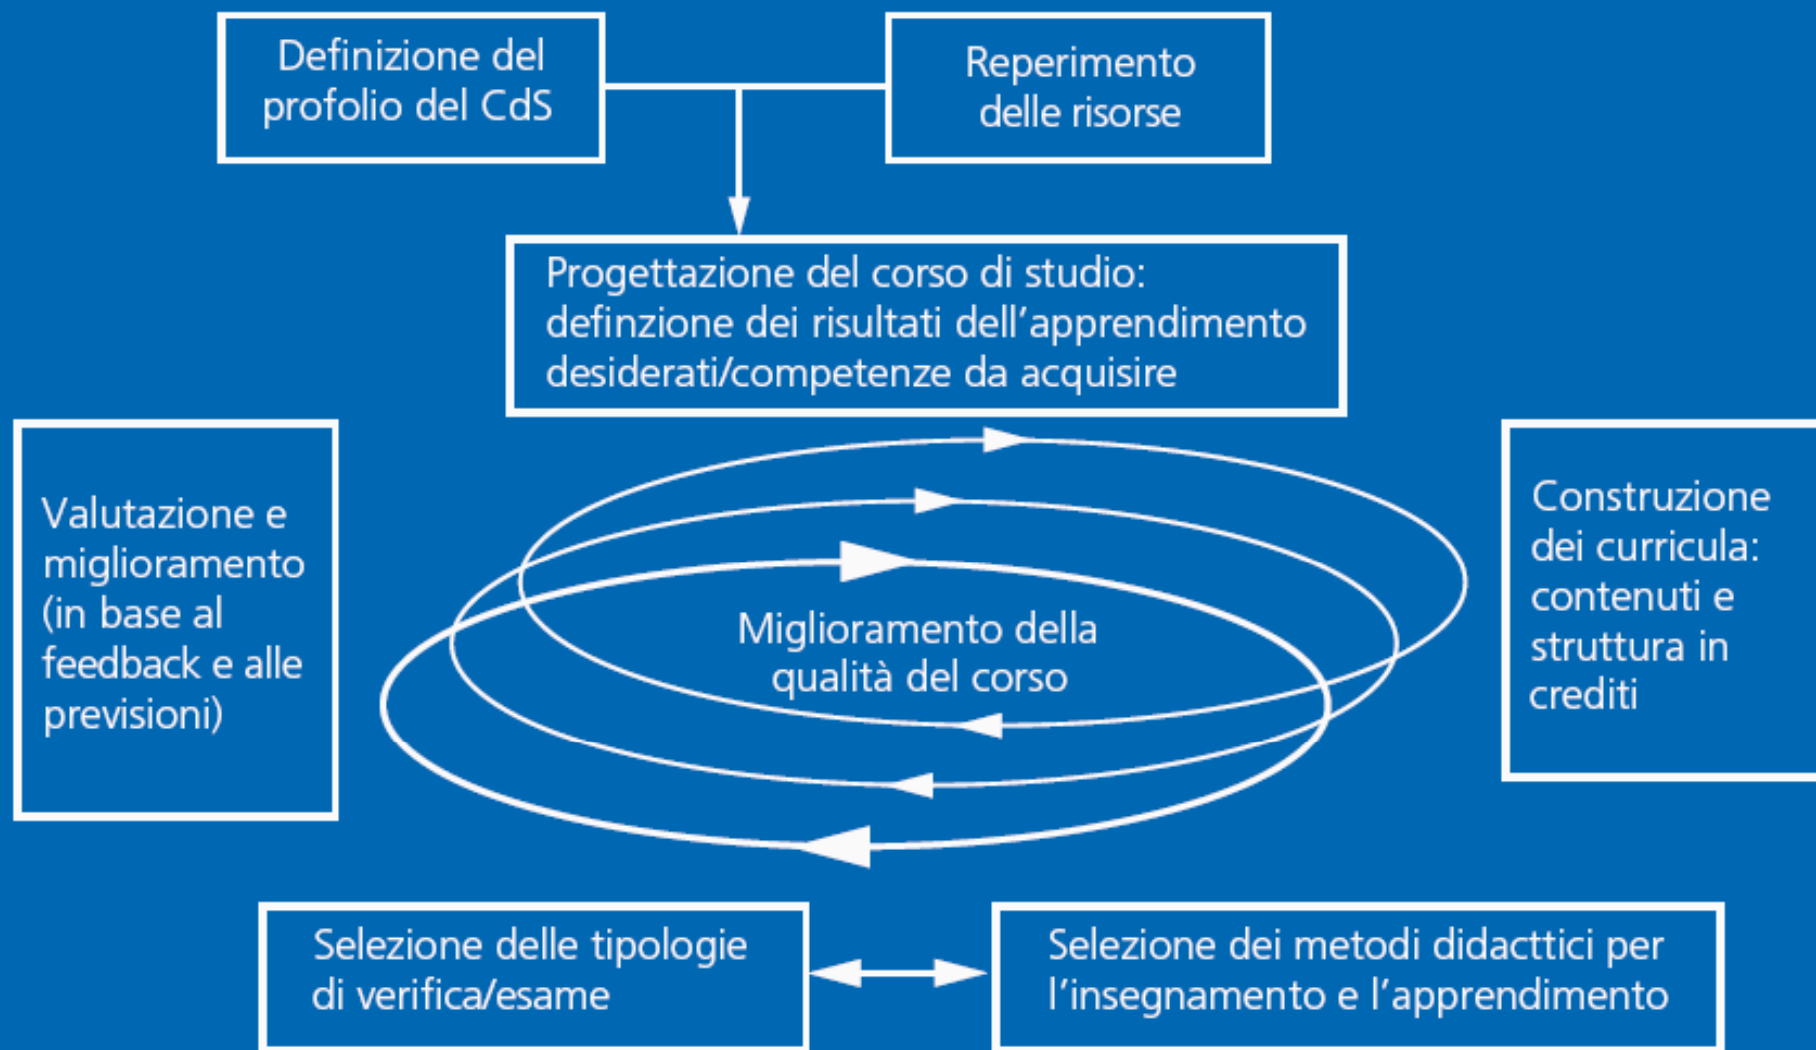 Definizione del
profolio del CdS
Reperimento
delle risorse
Progettazione del corso di studio:
definzione dei risultati dell'apprendimento
desiderati/competenze da acquisire
Valutazione e
miglioramento
(in base al
feedback e alle
previsioni)
Miglioramento della
qualità del corso
Construzione
dei curricula:
contenuti e
struttura in
crediti
Selezione delle tipologie
di verifica/esame
Selezione dei metodi didacttici per
l'insegnamento e l'apprendimento